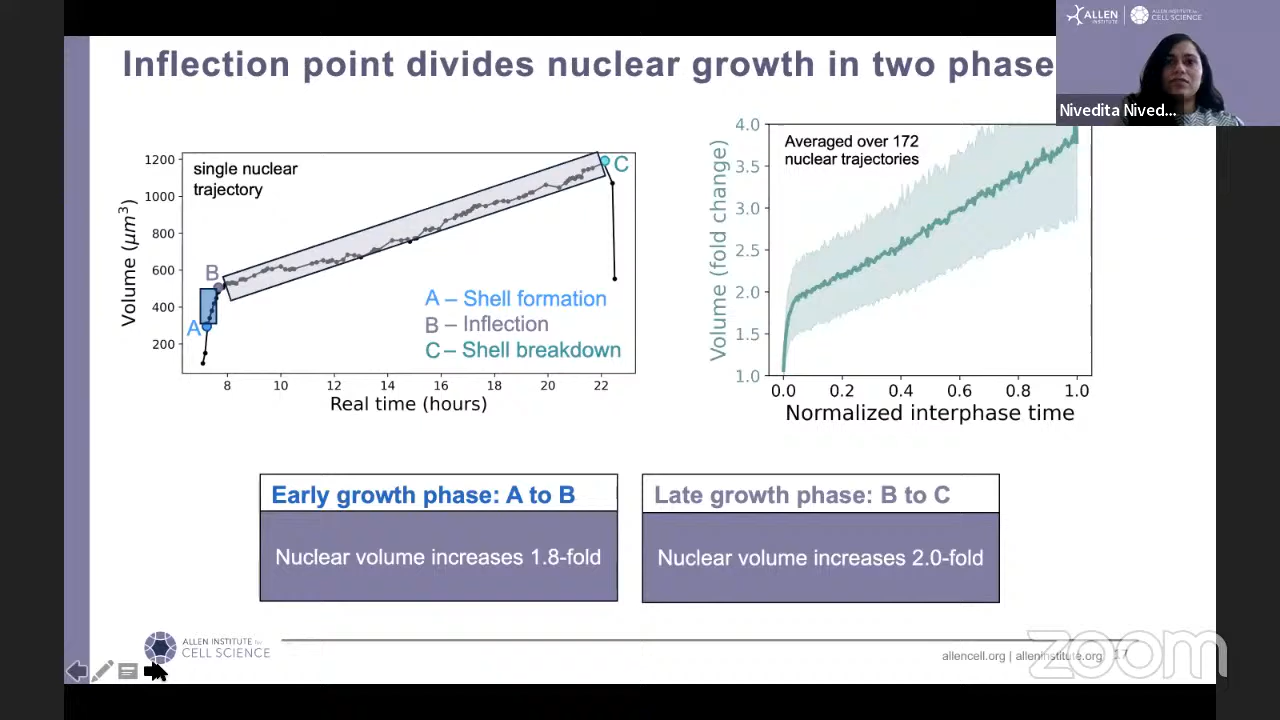 Inflection point divides nuclear growth in two phase
ALLEN
INSTITUTE
ALLEN INSTITUTE for
CELL SCIENCE
Nivedita Nived...
single nuclear
trajectory
Volume (μm³)
1200
1000
800
600
400
200
A
B
C
A – Shell formation
B – Inflection
C – Shell breakdown
8 10 12 14 16 18 20 22
Real time (hours)
Averaged over 172
nuclear trajectories
Volume (fold change)
4.0
3.5
3.0
2.5
2.0
1.5
1.0
0.0 0.2 0.4 0.6 0.8 1.0
Normalized interphase time
Early growth phase: A to B
Nuclear volume increases 1.8-fold
Late growth phase: B to C
Nuclear volume increases 2.0-fold
ALLEN INSTITUTE for
CELL SCIENCE
allencell.org | alleninstitute.org
17
zoom